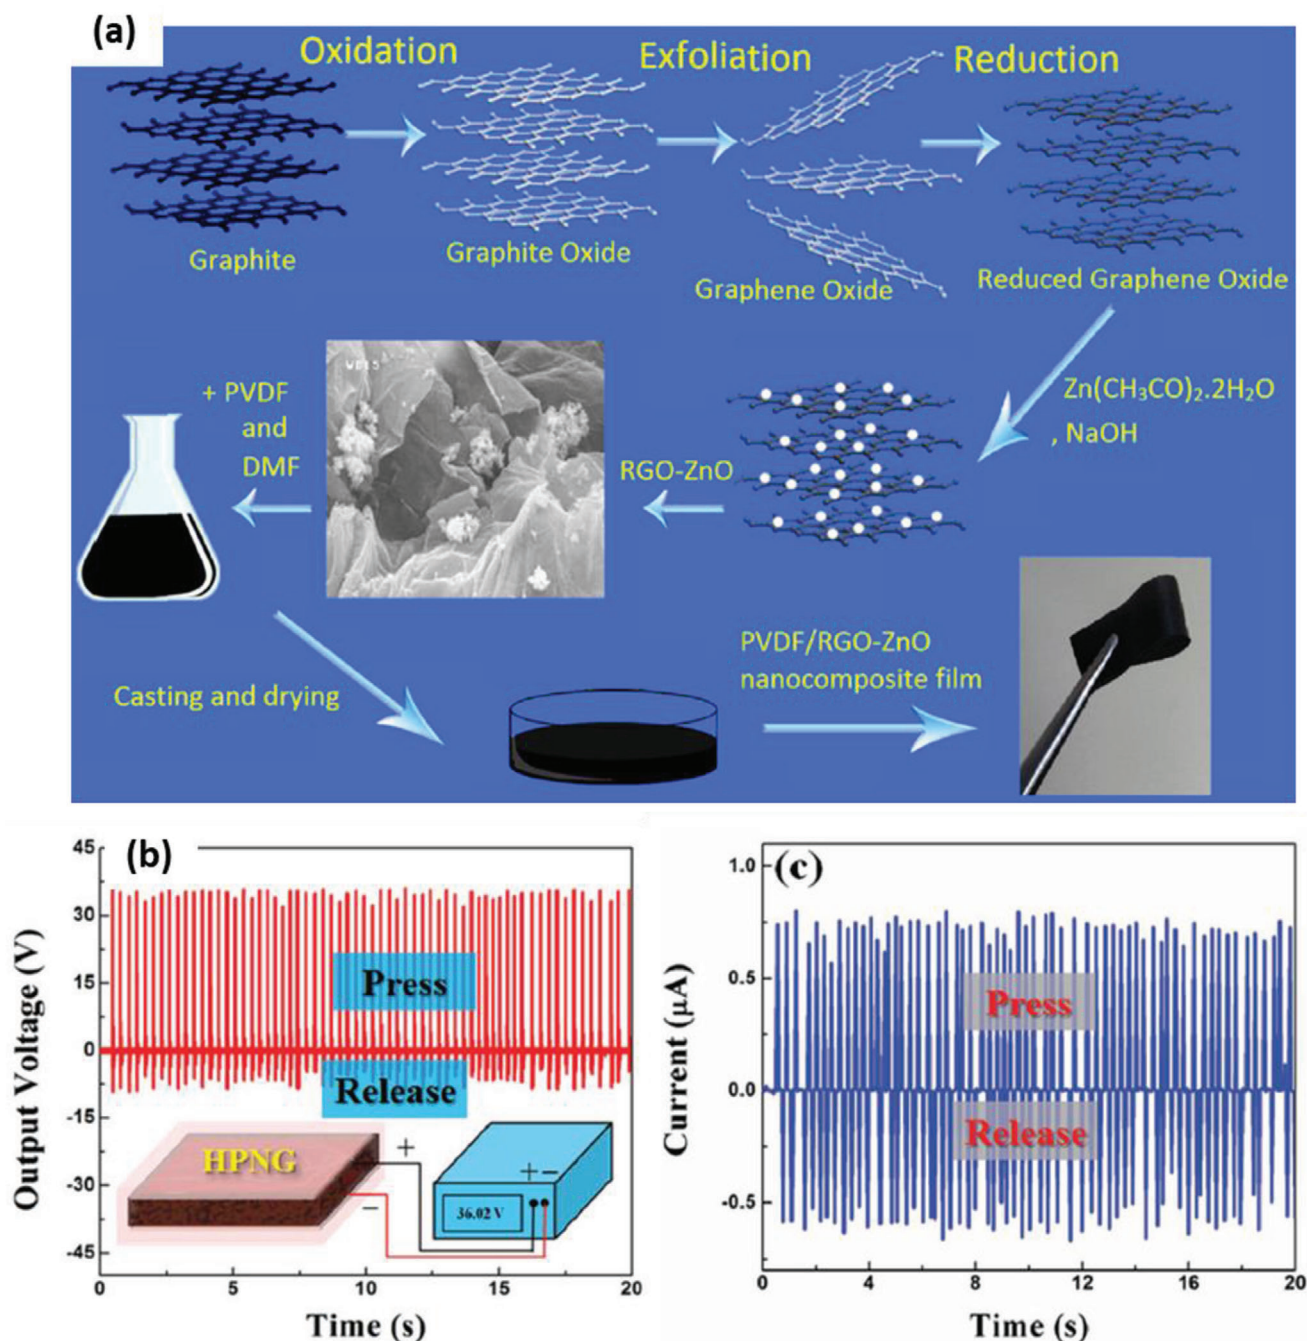 (a)
Oxidation
Exfoliation
Reduction
Graphite
Graphite Oxide
Graphene Oxide
Reduced Graphene Oxide
Zn(CH₃CO)₂.2H₂O
, NaOH
RGO-ZnO
+ PVDF
and
DMF
Casting and drying
PVDF/RGO-ZnO
nanocomposite film
(b)
45
30
15
0
-15
-30
-45
Output Voltage (V)
Press
Release
HPNG
+
−
+ −
36.02 V
0
5
10
15
20
Time (s)
(c)
1.0
0.5
0.0
-0.5
Current (μA)
Press
Release
0
4
8
12
16
20
Time (s)